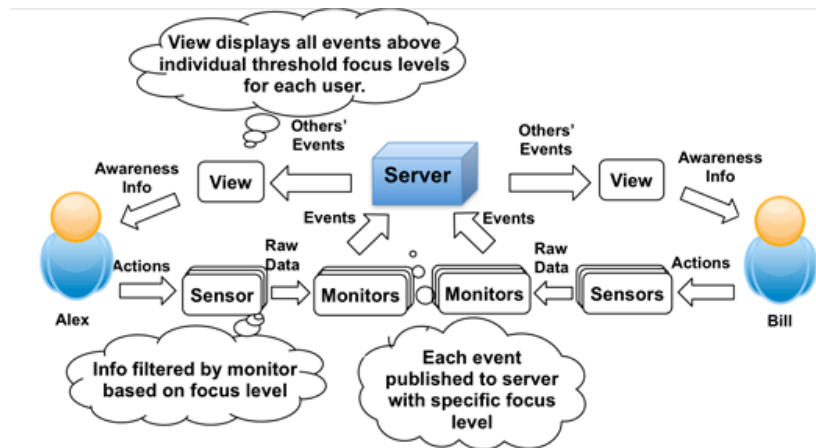 View displays all events above
individual threshold focus levels
for each user.
Others'
Events
Others'
Events
Awareness
Info
View
Server
View
Awareness
Info
Events
Events
Actions
Raw
Data
Raw
Data
Actions
Sensor
Monitors
Monitors
Sensors
Alex
Bill
Info filtered by monitor
based on focus level
Each event
published to server
with specific focus
level